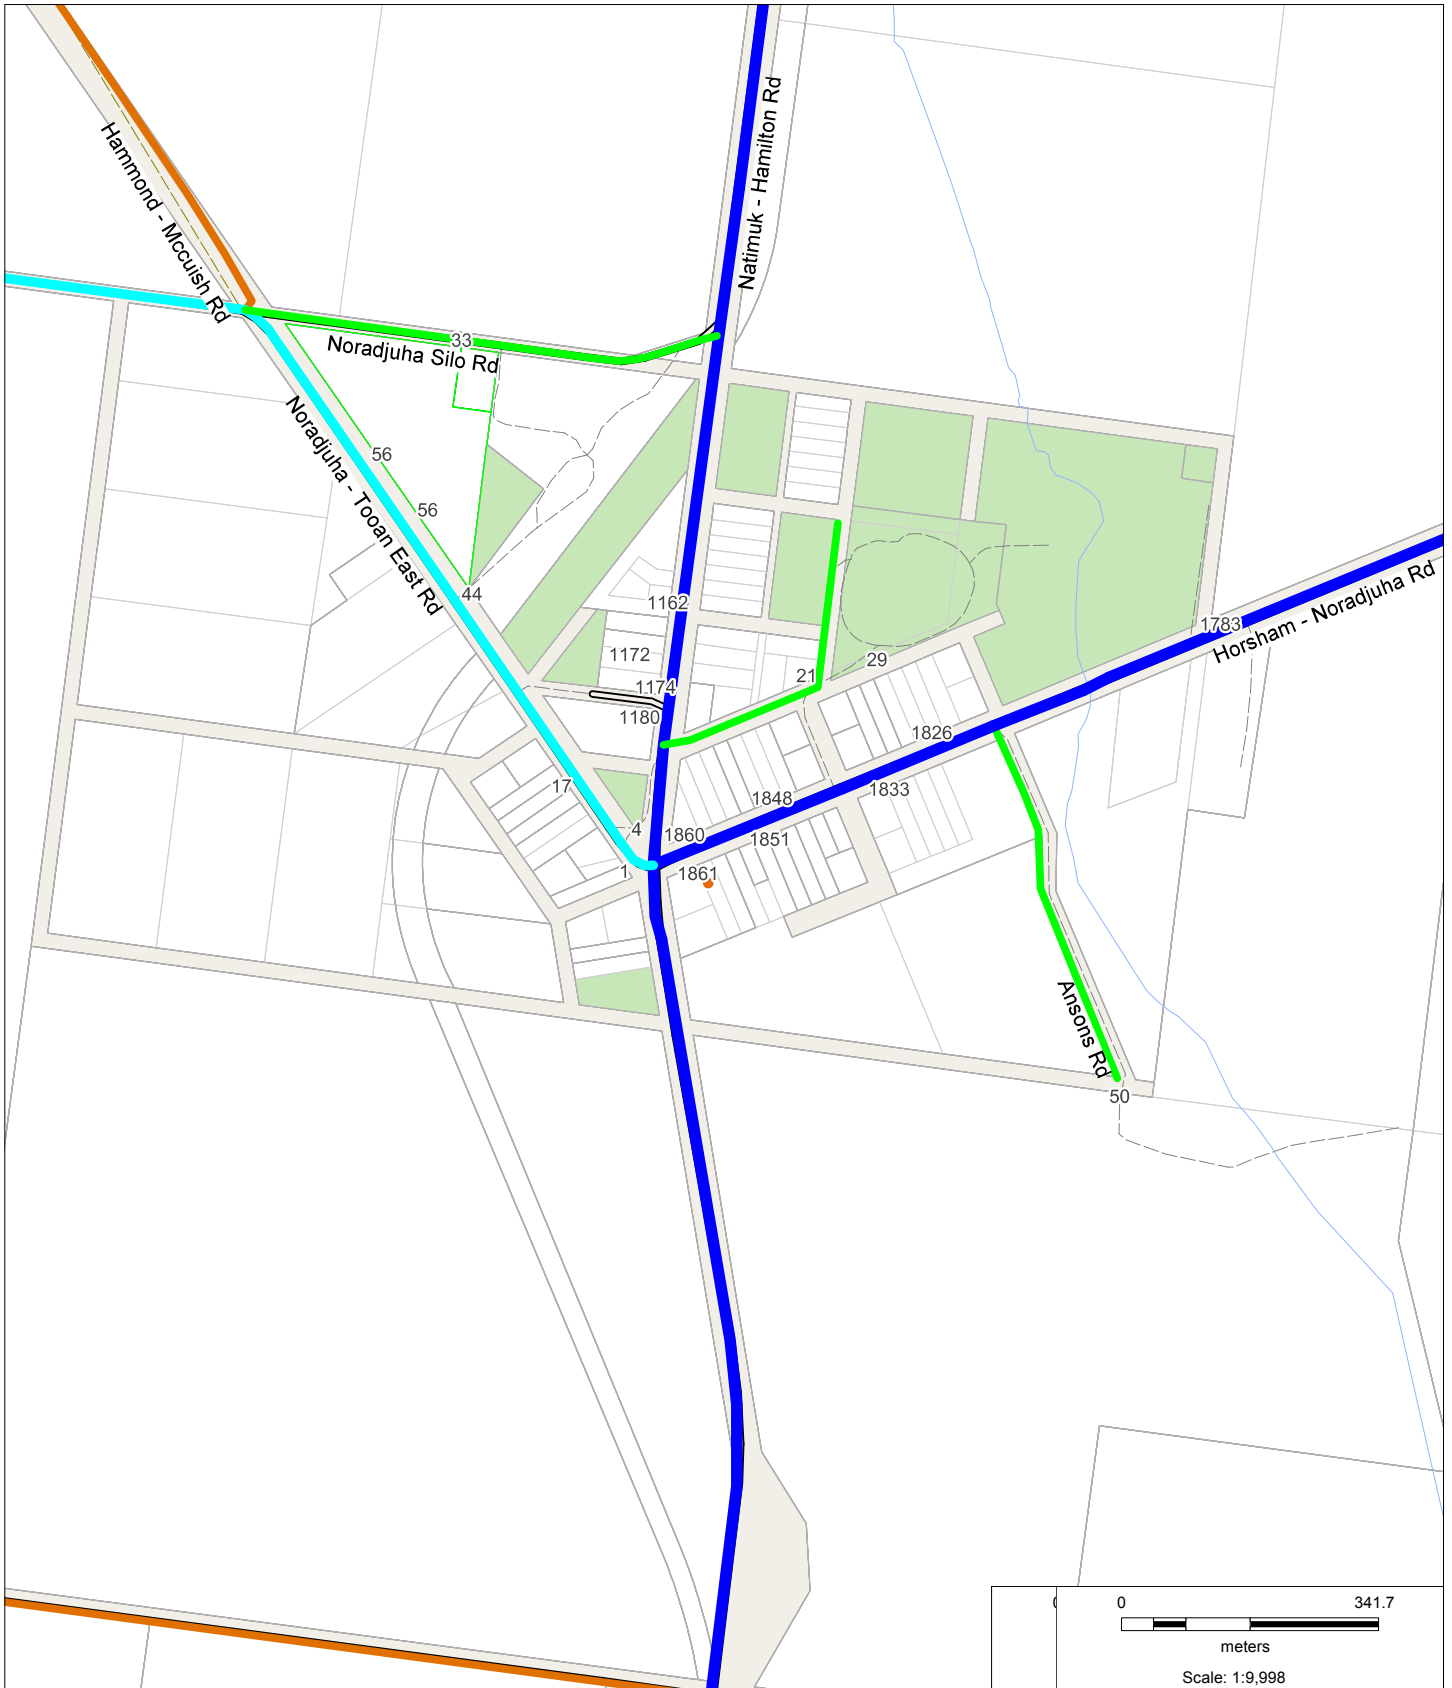 Natimuk - Hamilton Rd
Hammond - Mccuish Rd
33
Noradjuha Silo Rd
Noradjuha - Tooan East Rd
56
56
44
1162
1783
Horsham - Noradjuha Rd
1172
29
21
1174
1180
1826
17
1833
1848
4
1860
1851
1
1861
Ansons Rd
50
0
341.7
meters
Scale: 1:9,998